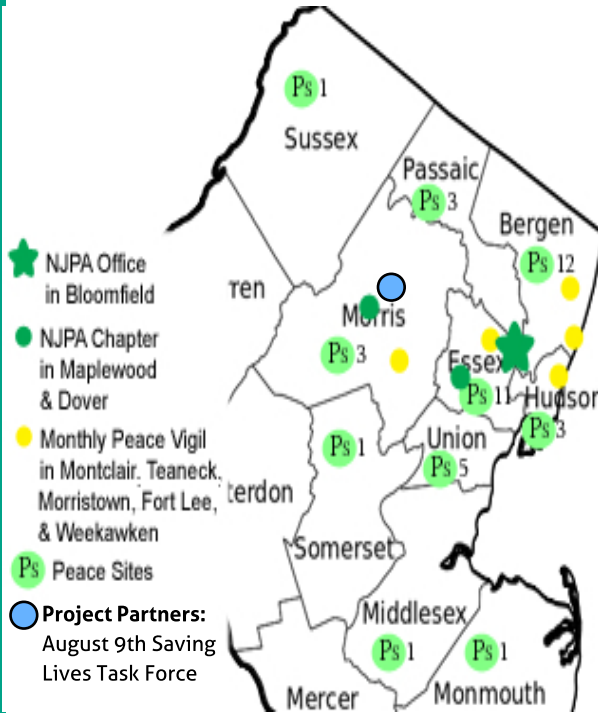 Ps 1
Sussex
Passaic
Ps 3
Bergen
Ps 12
NJPA Office
in Bloomfield
ren
Morris
NJPA Chapter
in Maplewood
& Dover
Ps 3
Essex
Ps 11
Hudson
Ps 3
Monthly Peace Vigil
in Montclair, Teaneck,
Morristown, Fort Lee,
& Weekawken
Ps 1
Union
Ps 5
terdon
Somerset
Ps Peace Sites
Project Partners:
August 9th Saving
Lives Task Force
Middlesex
Ps 1
Ps 1
Mercer
Monmouth